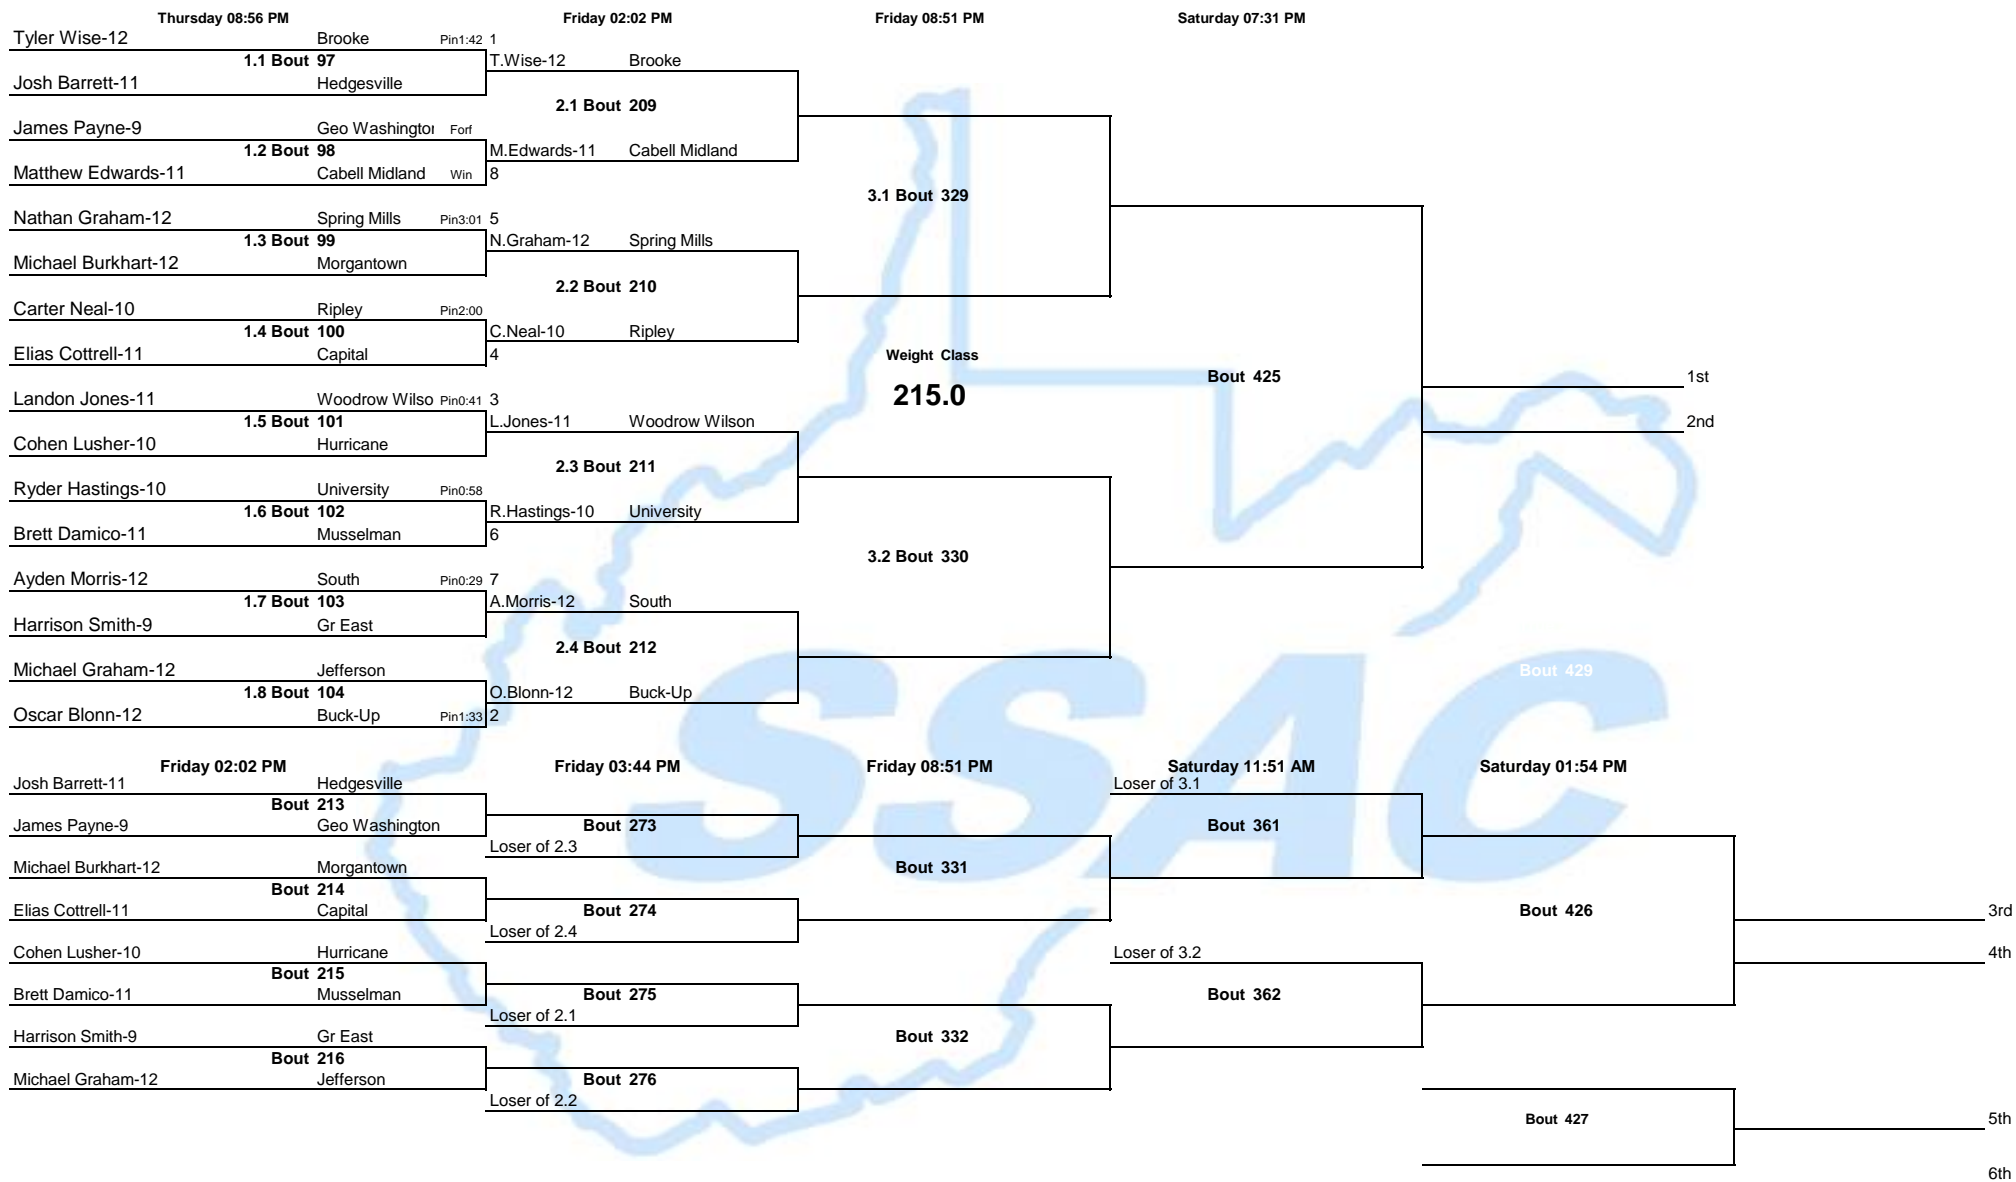 Thursday 08:56 PM Friday 02:02 PM Friday 08:51 PM Saturday 07:31 PM
Tyler Wise-12 Brooke Pin1:42 1
1.1 Bout 97 T.Wise-12 Brooke
Josh Barrett-11 Hedgesville
2.1 Bout 209
James Payne-9 Geo Washingto Forf
1.2 Bout 98 M.Edwards-11 Cabell Midland
Matthew Edwards-11 Cabell Midland Win 8
3.1 Bout 329
Nathan Graham-12 Spring Mills Pin3:01 5
1.3 Bout 99 N.Graham-12 Spring Mills
Michael Burkhart-12 Morgantown
2.2 Bout 210
Carter Neal-10 Ripley Pin2:00
1.4 Bout 100 C.Neal-10 Ripley
Elias Cottrell-11 Capital 4 Weight Class
Bout 425 1st
Landon Jones-11 Woodrow Wilso Pin0:41 3 215.0
1.5 Bout 101 L.Jones-11 Woodrow Wilson 2nd
Cohen Lusher-10 Hurricane
2.3 Bout 211
Ryder Hastings-10 University Pin0:58
1.6 Bout 102 R.Hastings-10 University
Brett Damico-11 Musselman 6
3.2 Bout 330
Ayden Morris-12 South Pin0:29 7
1.7 Bout 103 A.Morris-12 South
Harrison Smith-9 Gr East
2.4 Bout 212
Michael Graham-12 Jefferson Bout 429
1.8 Bout 104 O.Blonn-12 Buck-Up
Oscar Blonn-12 Buck-Up Pin1:33 2
SSAC
Friday 02:02 PM Friday 03:44 PM Friday 08:51 PM Saturday 11:51 AM Saturday 01:54 PM
Josh Barrett-11 Hedgesville Loser of 3.1
Bout 213
James Payne-9 Geo Washington Bout 273 Bout 361
Loser of 2.3
Michael Burkhart-12 Morgantown Bout 331
Bout 214
Elias Cottrell-11 Capital Bout 274 Bout 426 3rd
Loser of 2.4
Cohen Lusher-10 Hurricane Loser of 3.2 4th
Bout 215
Brett Damico-11 Musselman Bout 275 Bout 362
Loser of 2.1
Harrison Smith-9 Gr East Bout 332
Bout 216
Michael Graham-12 Jefferson Bout 276
Loser of 2.2
Bout 427 5th
6th